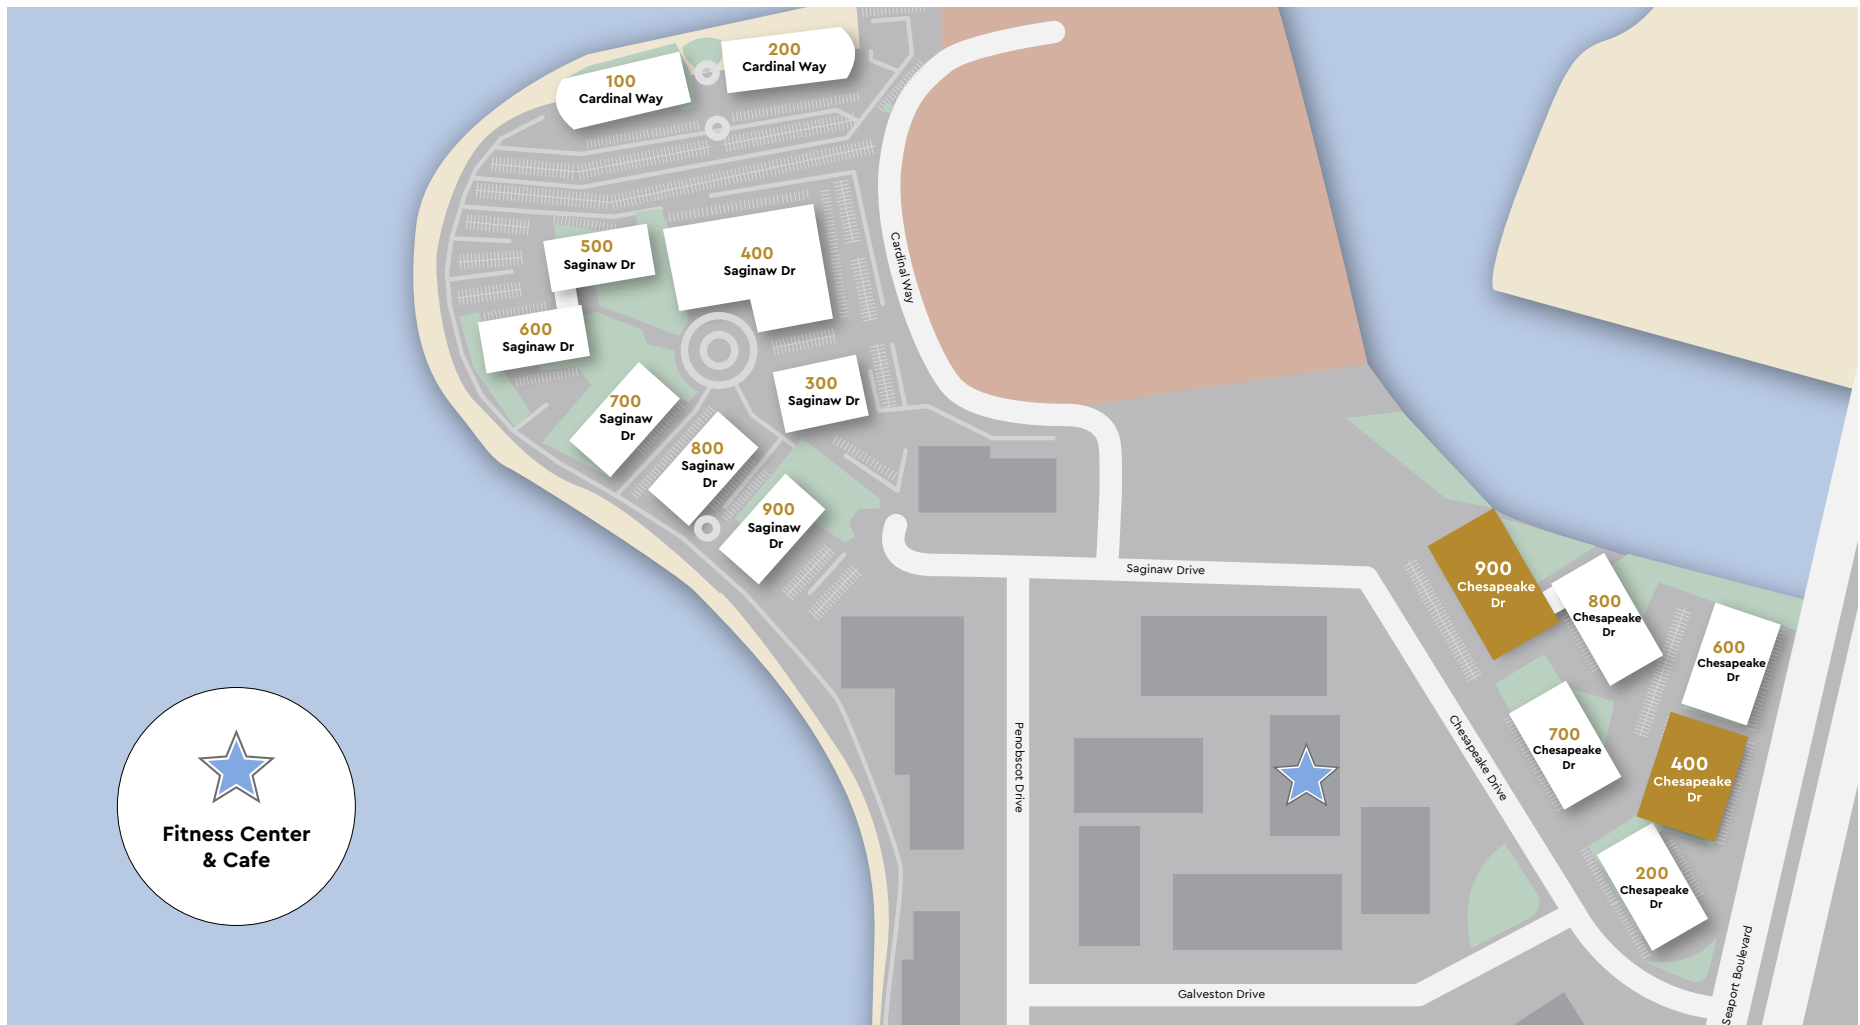 200
Cardinal Way
100
Cardinal Way
500
Saginaw Dr
400
Saginaw Dr
Cardinal Way
600
Saginaw Dr
300
Saginaw Dr
700
Saginaw
Dr
800
Saginaw
Dr
900
Saginaw
Dr
Saginaw Drive
900
Chesapeake
Dr
800
Chesapeake
Dr
600
Chesapeake
Dr
700
Chesapeake
Dr
400
Chesapeake
Dr
Penobscot Drive
Chesapeake Drive
Fitness Center
& Cafe
200
Chesapeake
Dr
Seaport Boulevard
Galveston Drive